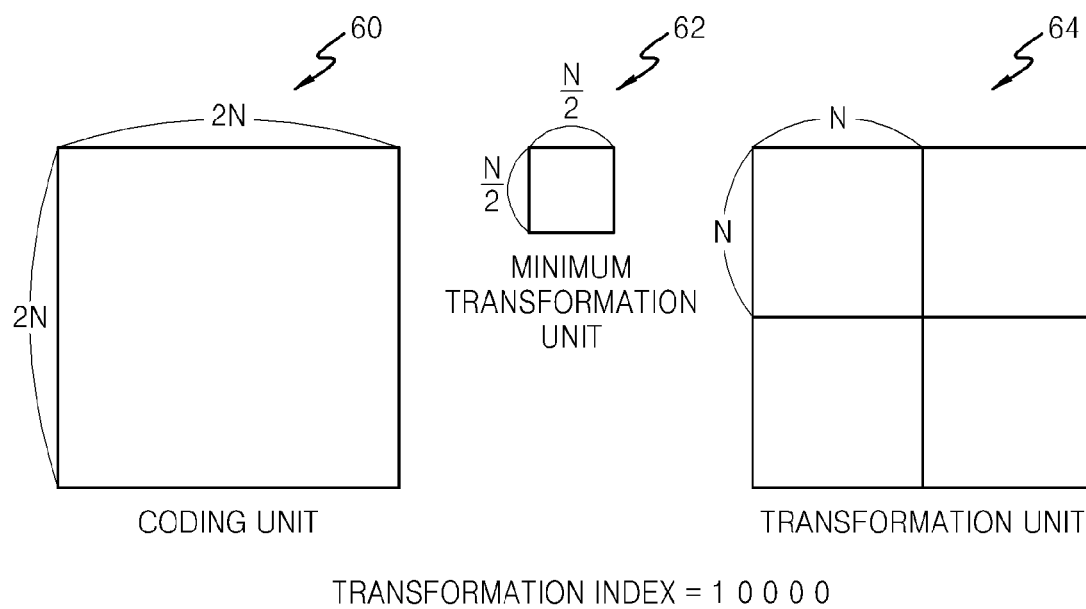 60
2N
2N
CODING UNIT
62
N/2
N/2
MINIMUM
TRANSFORMATION
UNIT
64
N
N
TRANSFORMATION UNIT
TRANSFORMATION INDEX = 1 0 0 0 0